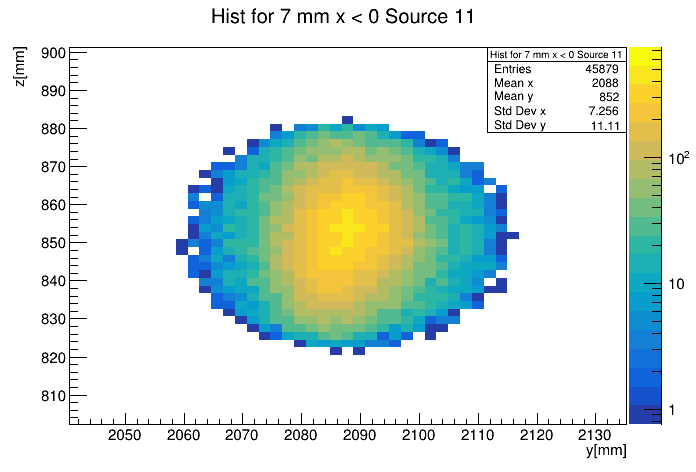 Hist for 7 mm x < 0 Source 11
z[mm]
Hist for 7 mm x < 0 Source 11
Entries 45879
Mean x 2088
Mean y 852
Std Dev x 7.256
Std Dev y 11.11
900
890
880
870
860
850
840
830
820
810
10²
10
1
2050 2060 2070 2080 2090 2100 2110 2120 2130
y[mm]